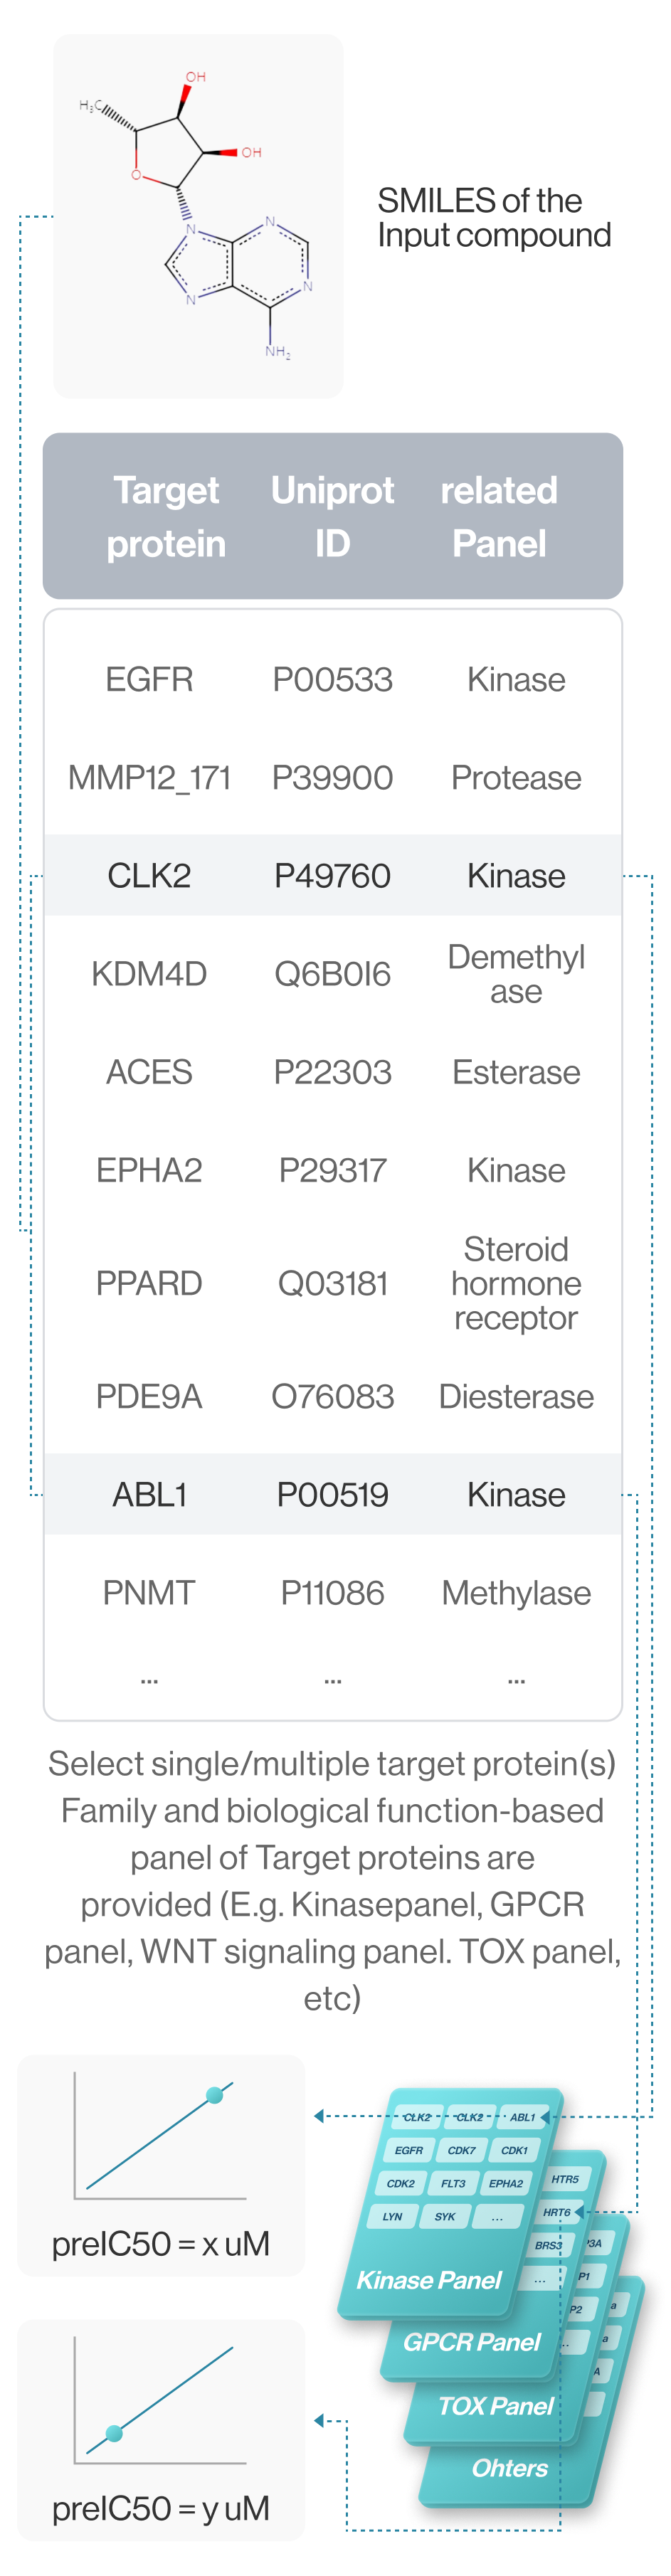 OH
H₃C
OH
O
N
N
N
N
NH₂
SMILES of the
Input compound
Target protein
Uniprot ID
related Panel
EGFR P00533 Kinase
MMP12_171 P39900 Protease
CLK2 P49760 Kinase
KDM4D Q6B0I6 Demethyl
ase
ACES P22303 Esterase
EPHA2 P29317 Kinase
PPARD Q03181 Steroid
hormone
receptor
PDE9A O76083 Diesterase
ABL1 P00519 Kinase
PNMT P11086 Methylase
... ... ...
Select single/multiple target protein(s)
Family and biological function-based
panel of Target proteins are
provided (E.g. Kinasepanel, GPCR
panel, WNT signaling panel. TOX panel,
etc)
preIC50 = x uM
preIC50 = y uM
CLK2 CLK2 ABL1
EGFR CDK7 CDK1
CDK2 FLT3 EPHA2
LYN SYK ...
Kinase Panel
HTR5
HRT6
BRS3
...
GPCR Panel
P3A
P1
P2
..
TOX Panel
a
a
A
Ohters